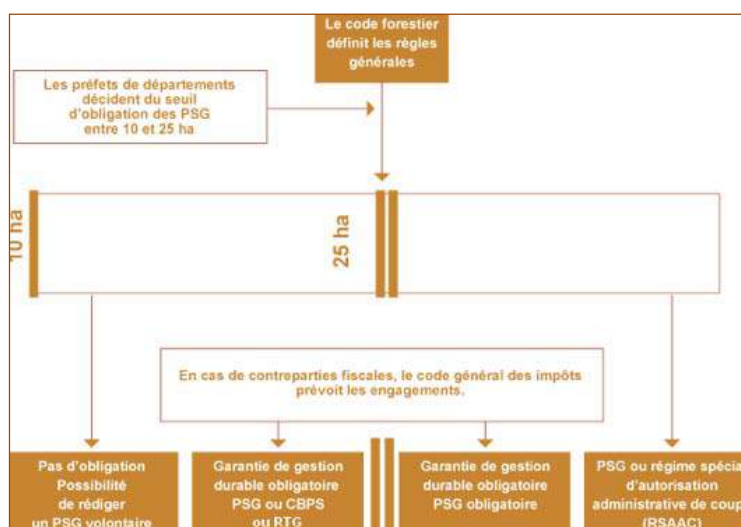 Le code forestier
définit les règles
générales
Les préfets de départements
décident du seuil
d'obligation des PSG
entre 10 et 25 ha
10 ha
25 ha
En cas de contreparties fiscales, le code général des impôts
prévoit les engagements.
Pas d'obligation
Possibilité
de rédiger
un PSG volontaire
Garantie de gestion
durable obligatoire
PSG ou CBPS
ou RTG
Garantie de gestion
durable obligatoire
PSG obligatoire
PSG ou régime spécial
d'autorisation
administrative de coupe
(RSAAC)